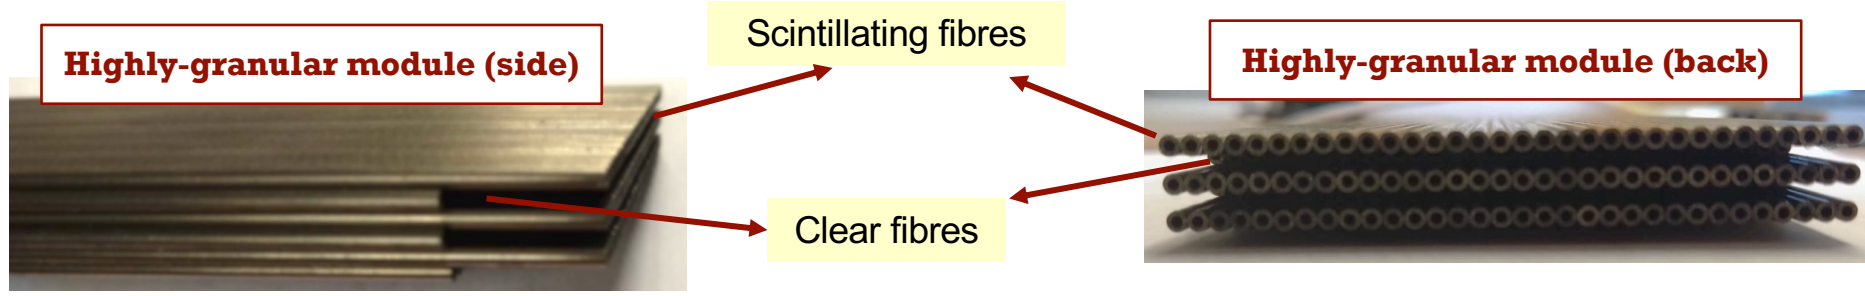 Scintillating fibres
Highly-granular module (side)
Highly-granular module (back)
Clear fibres